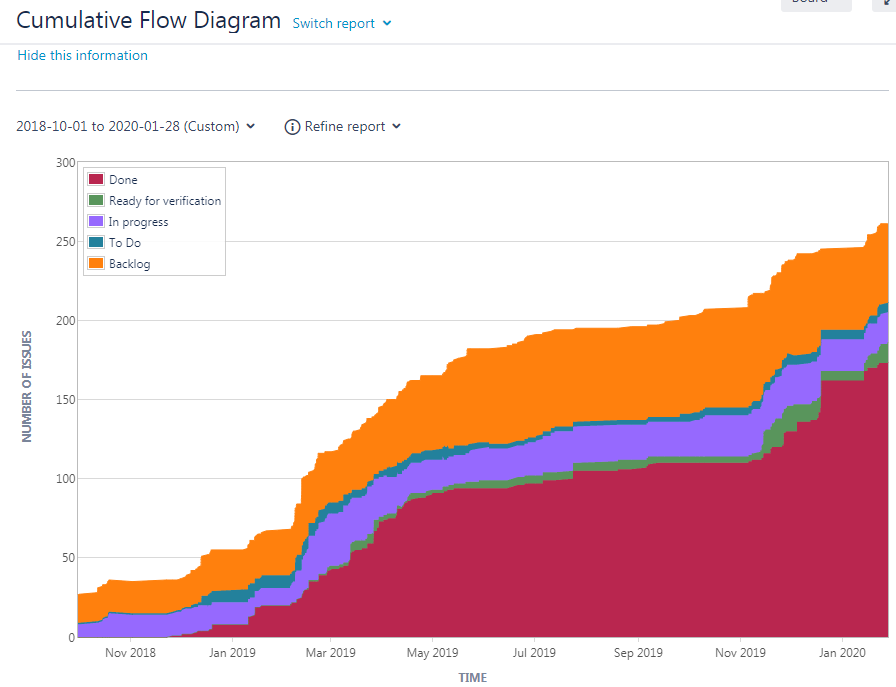 Cumulative Flow Diagram Switch report
Hide this information
2018-10-01 to 2020-01-28 (Custom) Refine report
300
250
200
150
100
50
0
NUMBER OF ISSUES
Done
Ready for verification
In progress
To Do
Backlog
Nov 2018 Jan 2019 Mar 2019 May 2019 Jul 2019 Sep 2019 Nov 2019 Jan 2020
TIME